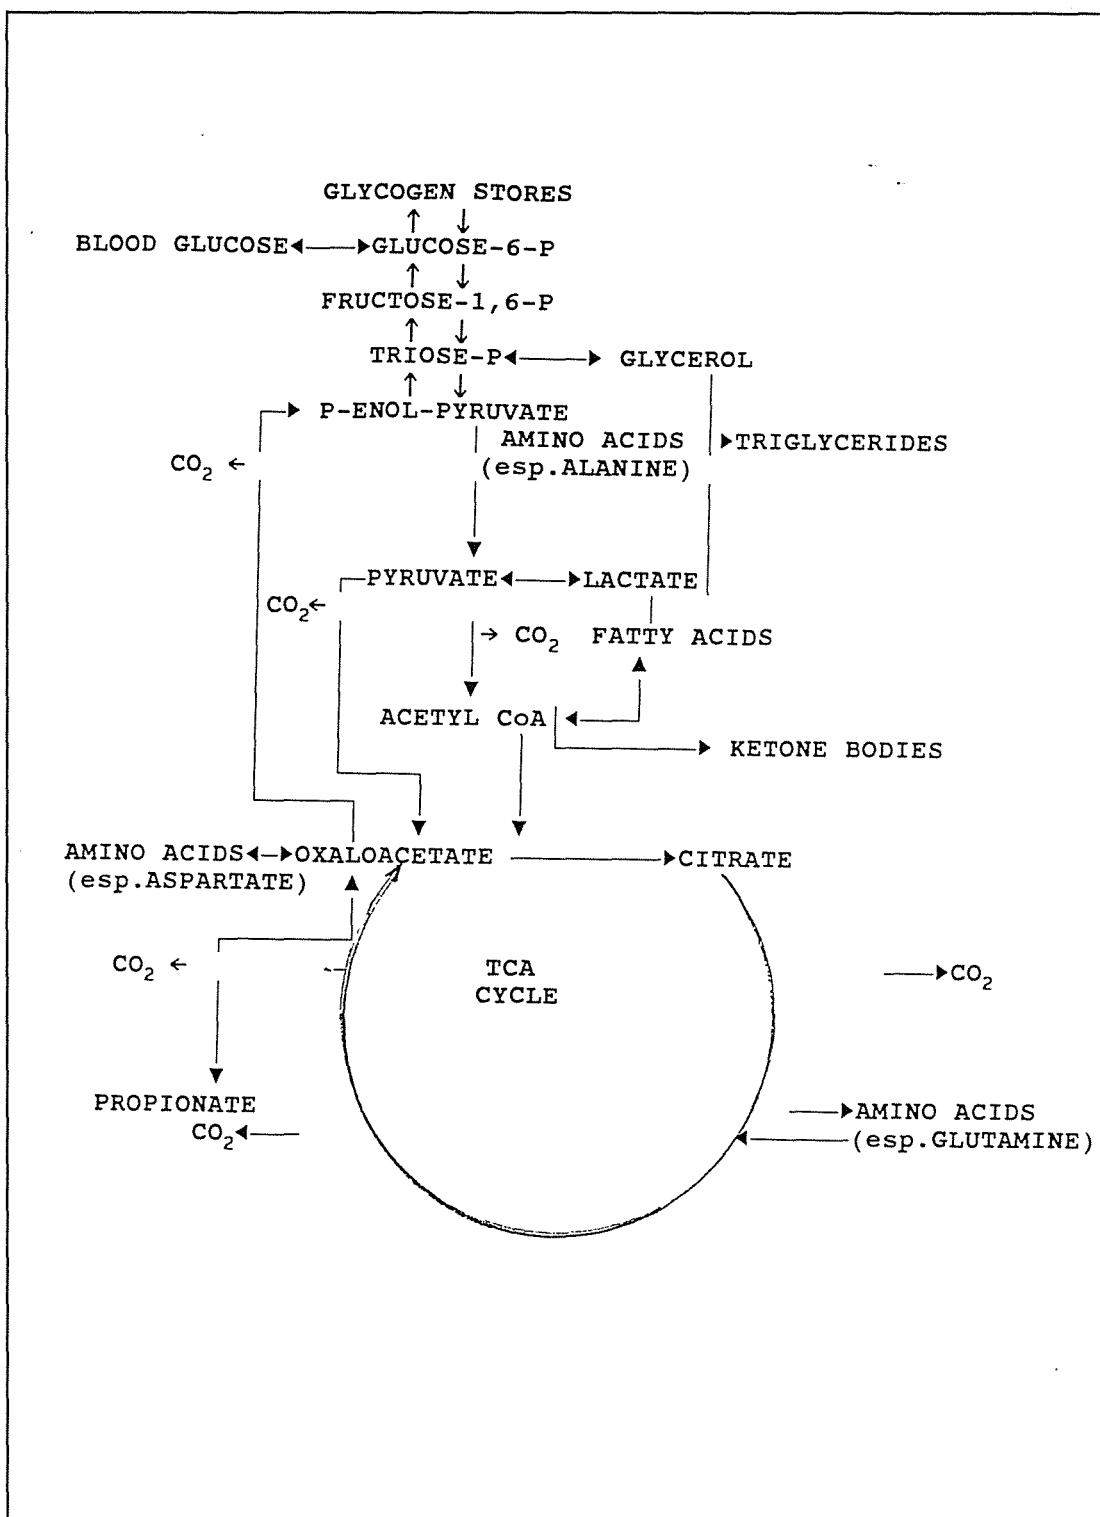 GLYCOGEN STORES
BLOOD GLUCOSE GLUCOSE-6-P
FRUCTOSE-1,6-P
TRIOSE-P GLYCEROL
P-ENOL-PYRUVATE
AMINO ACIDS TRIGLYCERIDES
CO₂ (esp.ALANINE)
PYRUVATE LACTATE
CO₂
CO₂ FATTY ACIDS
ACETYL CoA
KETONE BODIES
AMINO ACIDS OXALOACETATE CITRATE
(esp.ASPARTATE)
CO₂ TCA CO₂
CYCLE
PROPIONATE AMINO ACIDS
CO₂ (esp.GLUTAMINE)